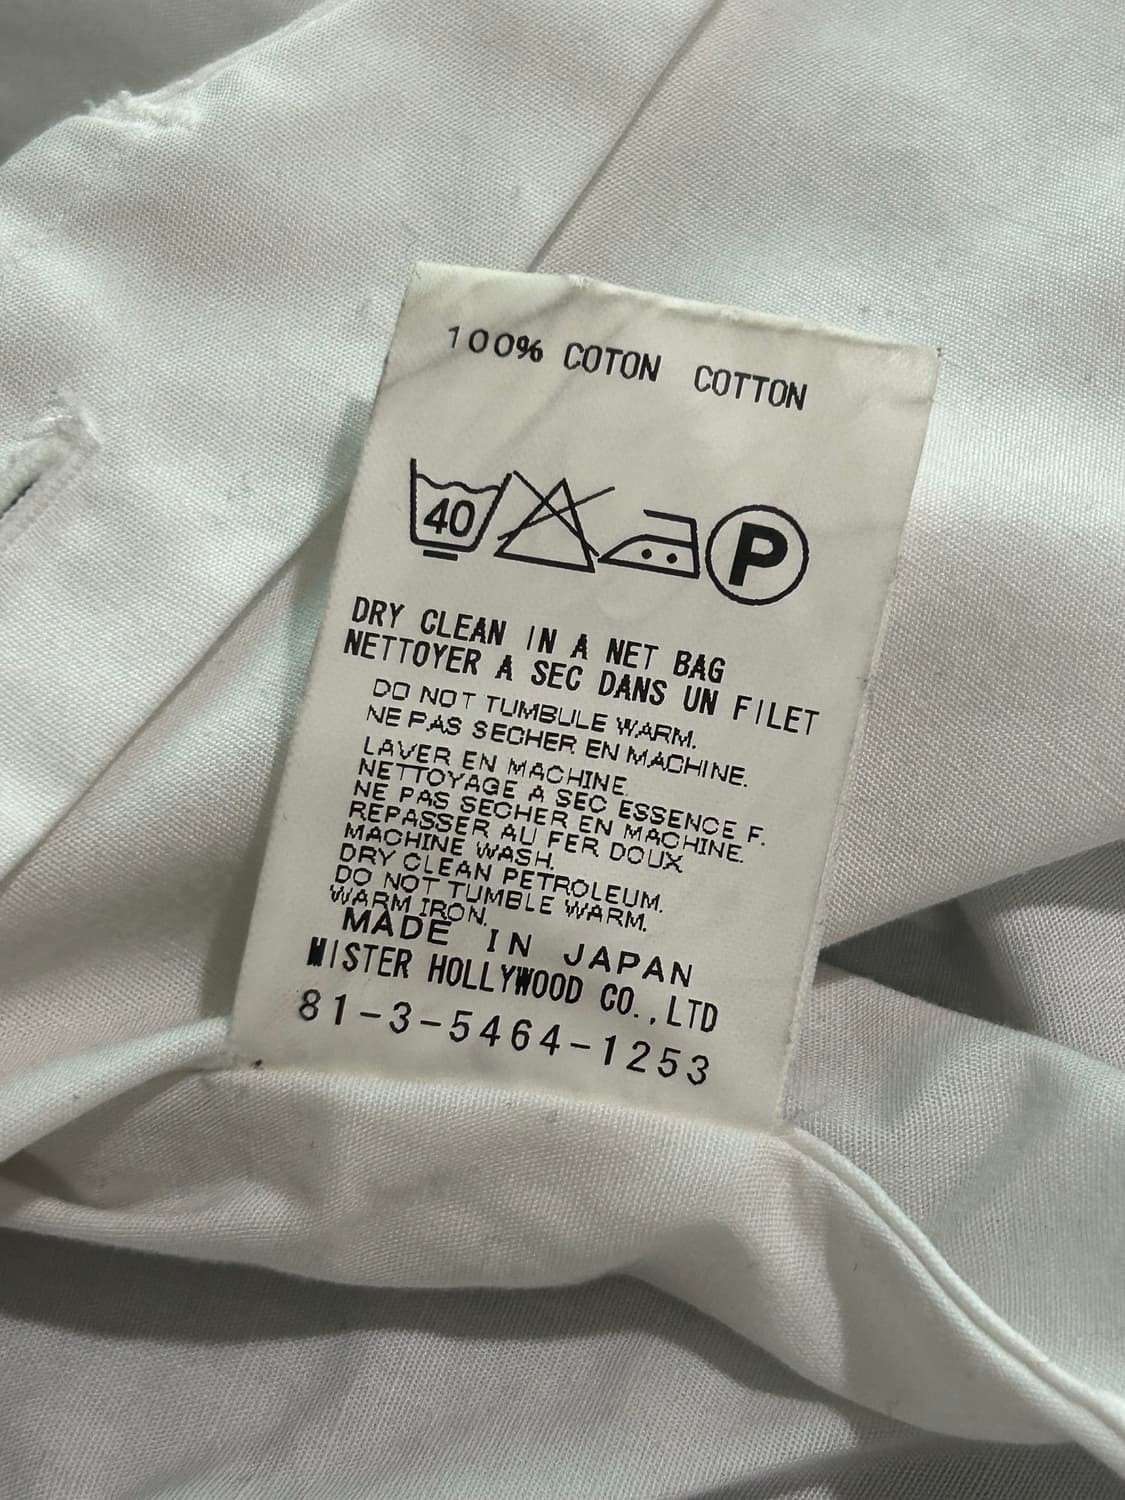 100% COTON COTTON
40 P
DRY CLEAN IN A NET BAG
NETTOYER A SEC DANS UN FILET
DO NOT TUMBULE WARM.
NE PAS SECHER EN MACHINE.
LAVER EN MACHINE.
NETTOYAGE A SEC ESSENCE F.
NE PAS SECHER EN MACHINE.
REPASSER AU FER DOUX
MACHINE WASH.
DRY CLEAN PETROLEUM.
DO NOT TUMBLE WARM.
WARM IRON.
MADE IN JAPAN
MISTER HOLLYWOOD CO.,LTD
81-3-5464-1253